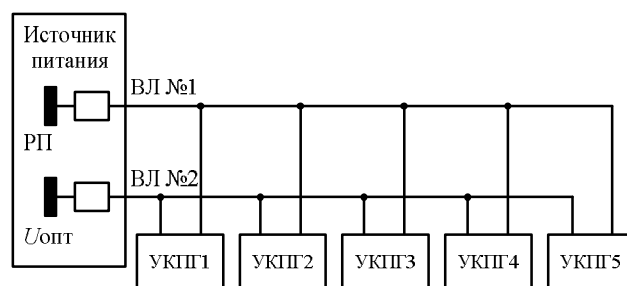 Источник
питания
ВЛ №1
РП
ВЛ №2
Uопт
УКПГ1
УКПГ2
УКПГ3
УКПГ4
УКПГ5